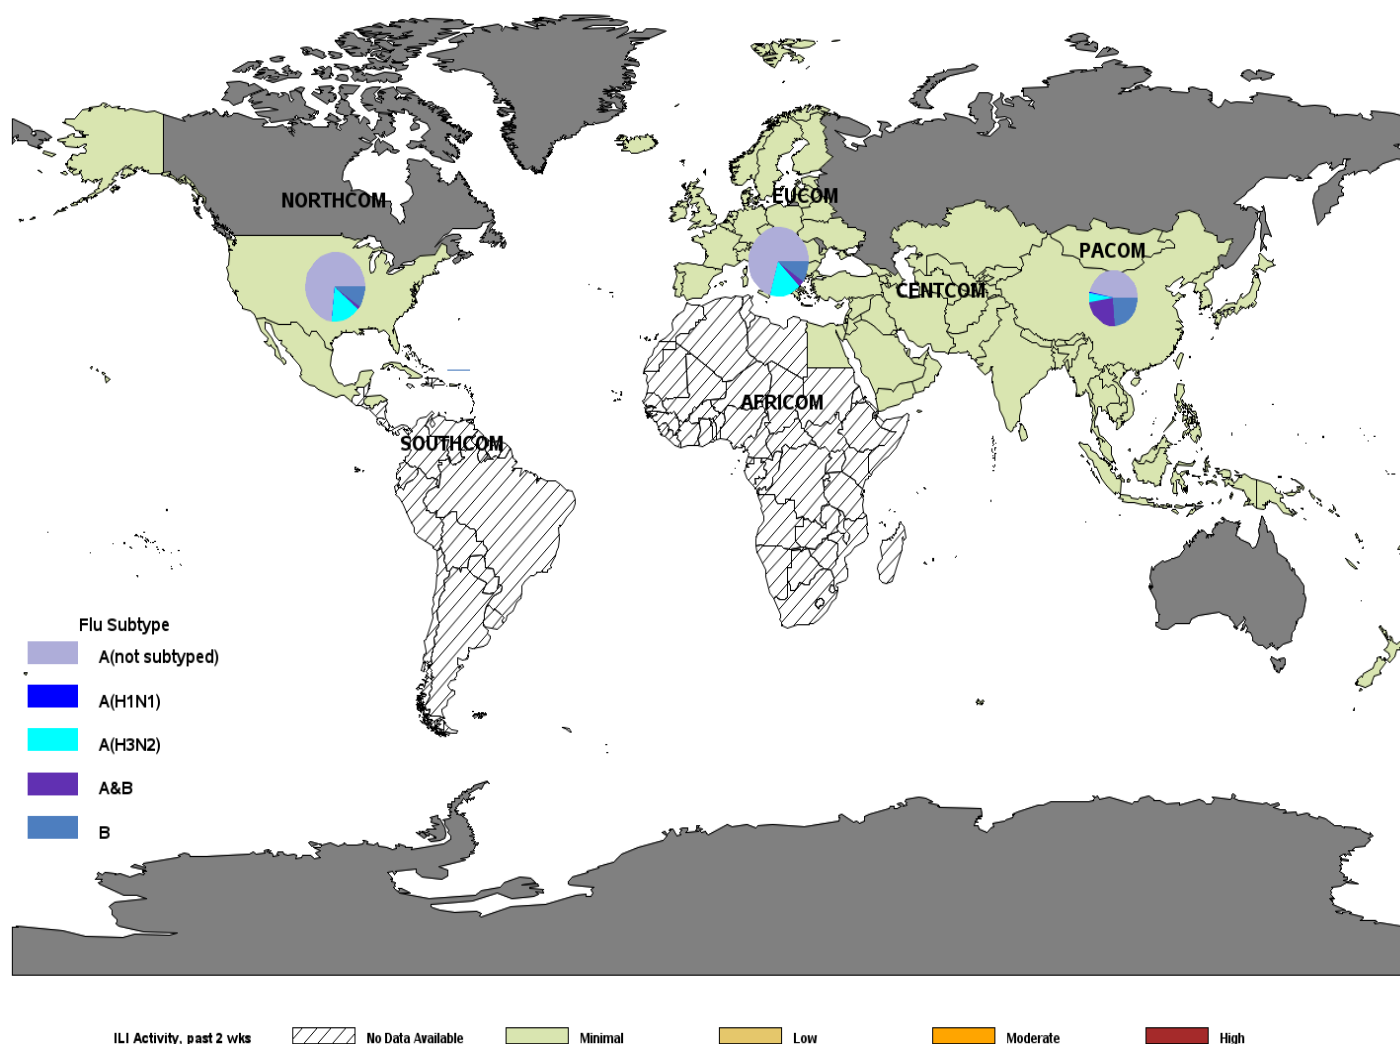 EUCOM
NORTHCOM
PACOM
CENTCOM
AFRICOM
SOUTHCOM
Flu Subtype
A(not subtyped)
A(H1N1)
A(H3N2)
A&B
B
ILI Activity, past 2 wks No Data Available Minimal Low Moderate High